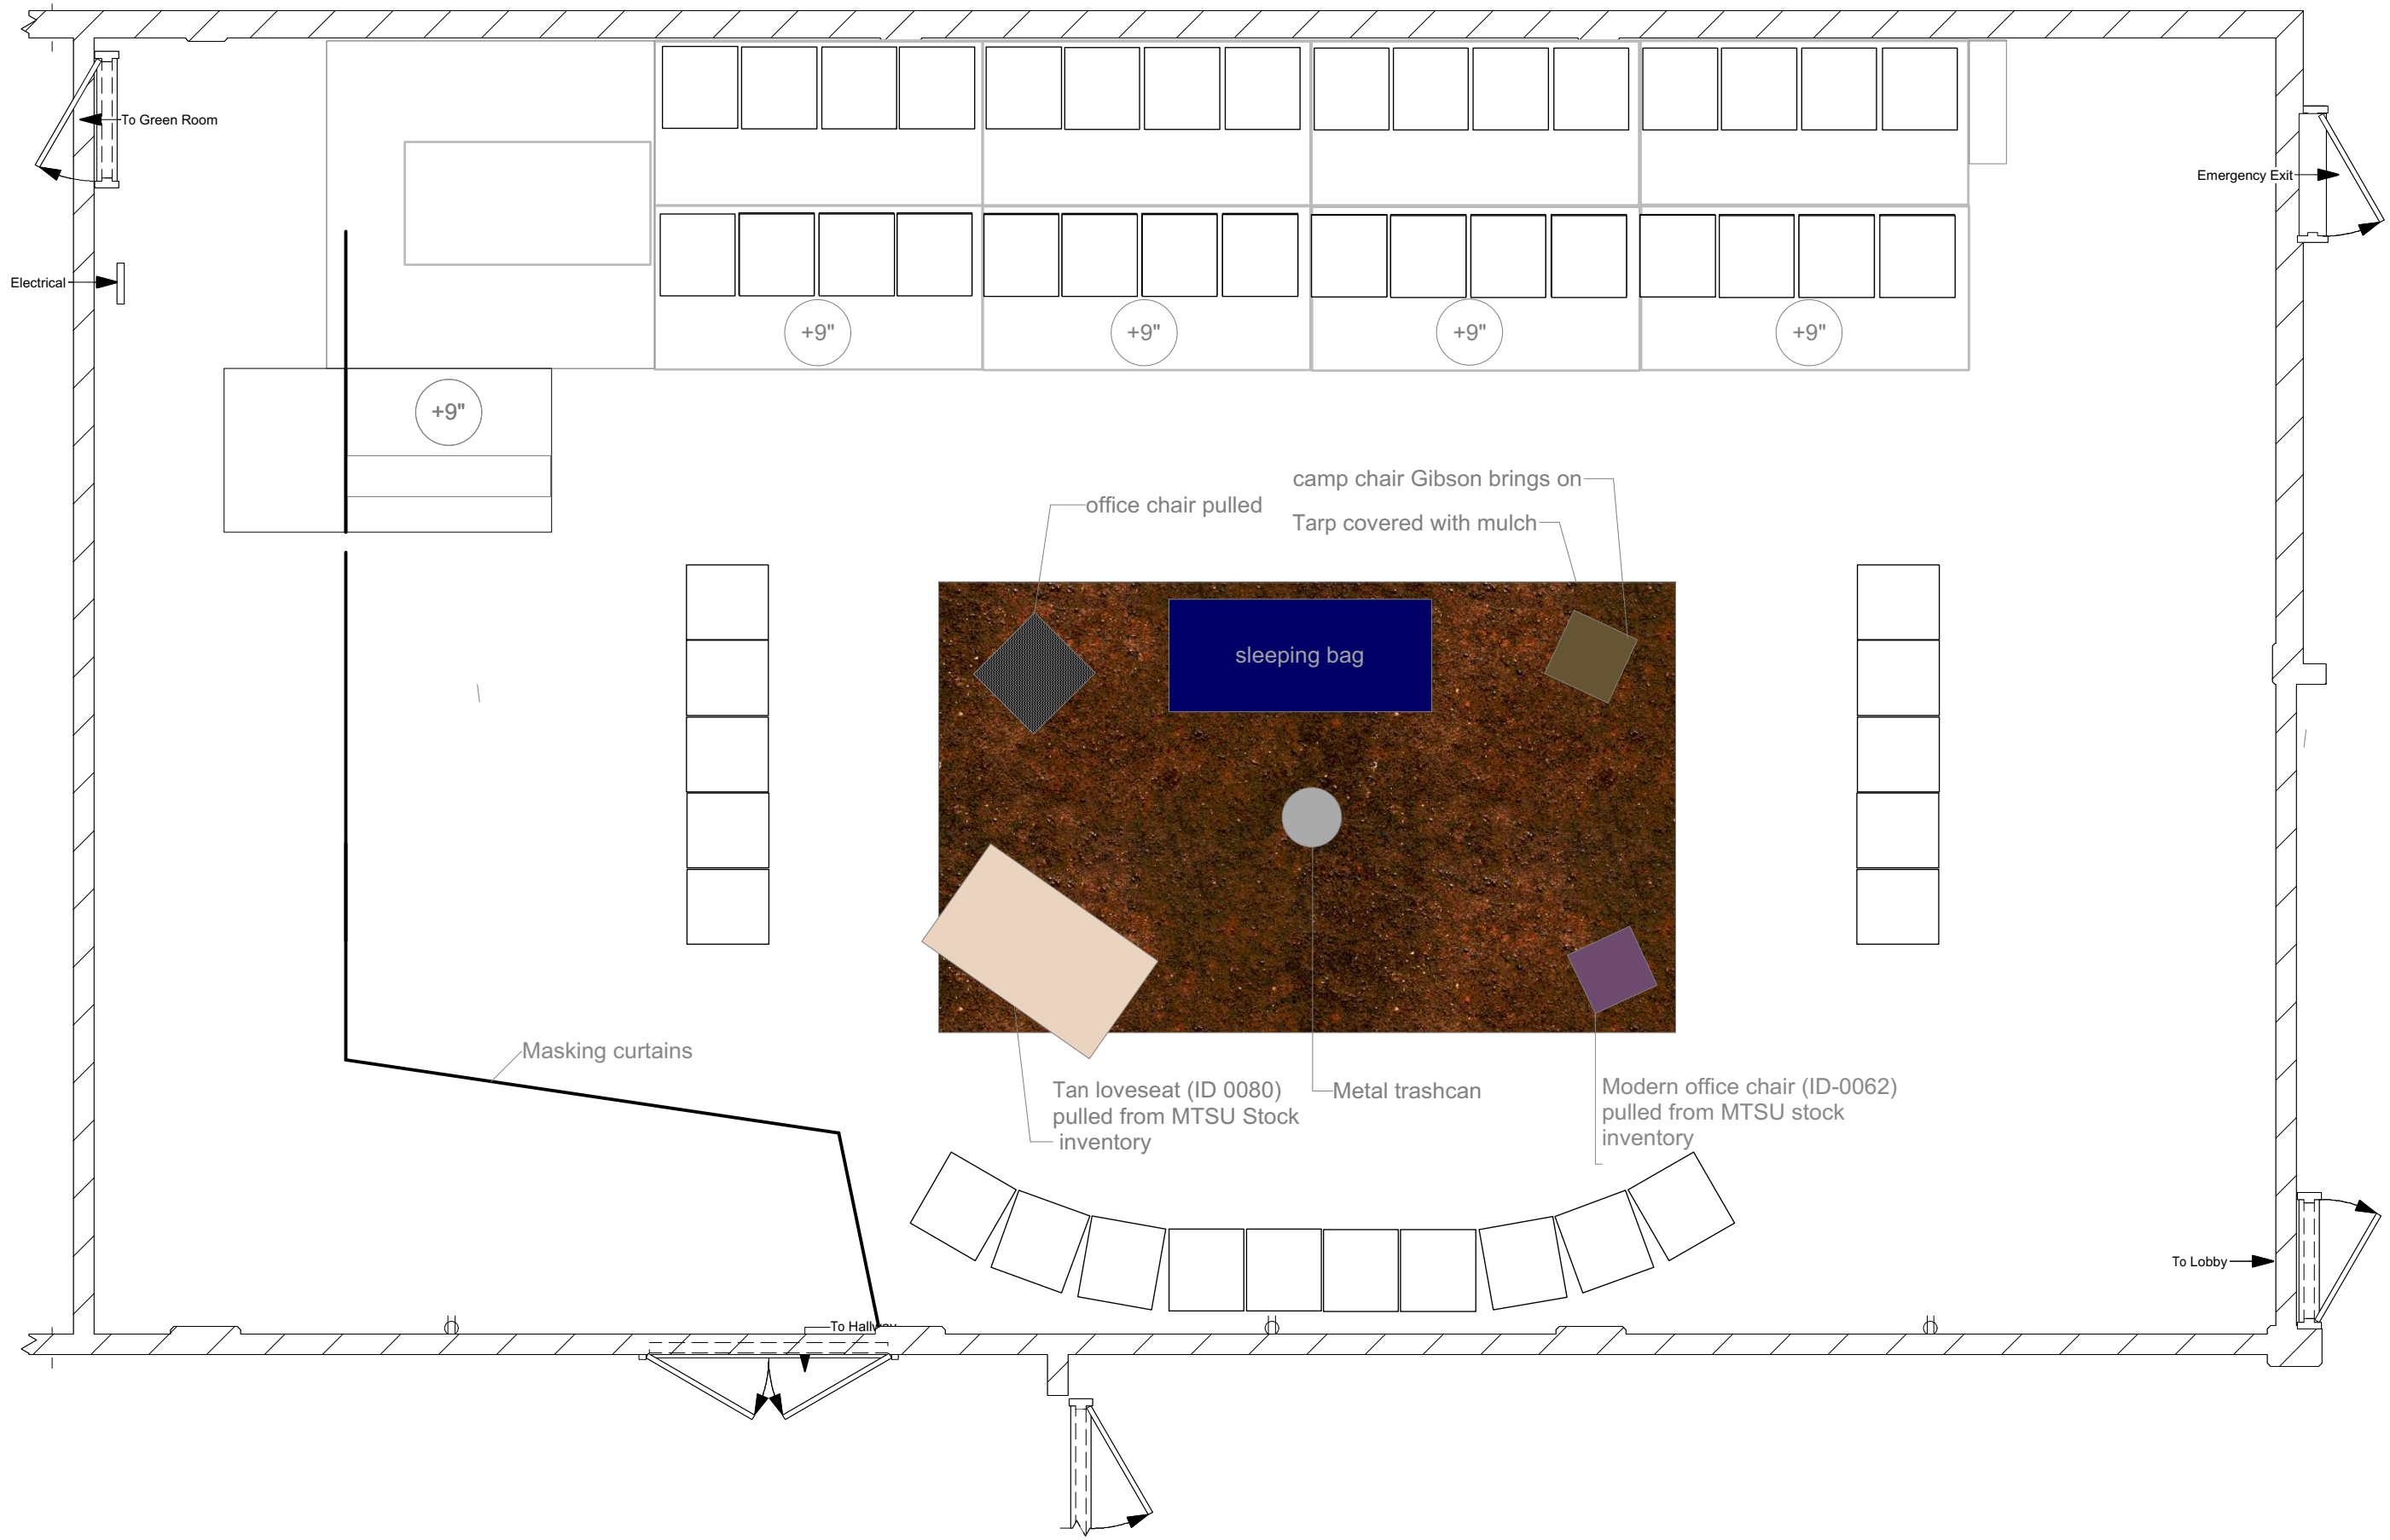 To Green Room
Emergency Exit
Electrical
+9"
+9"
+9"
+9"
+9"
camp chair Gibson brings on
office chair pulled
Tarp covered with mulch
sleeping bag
Masking curtains
Tan loveseat (ID 0080)
pulled from MTSU Stock
inventory
Metal trashcan
Modern office chair (ID-0062)
pulled from MTSU stock
inventory
To Lobby
To Hallway